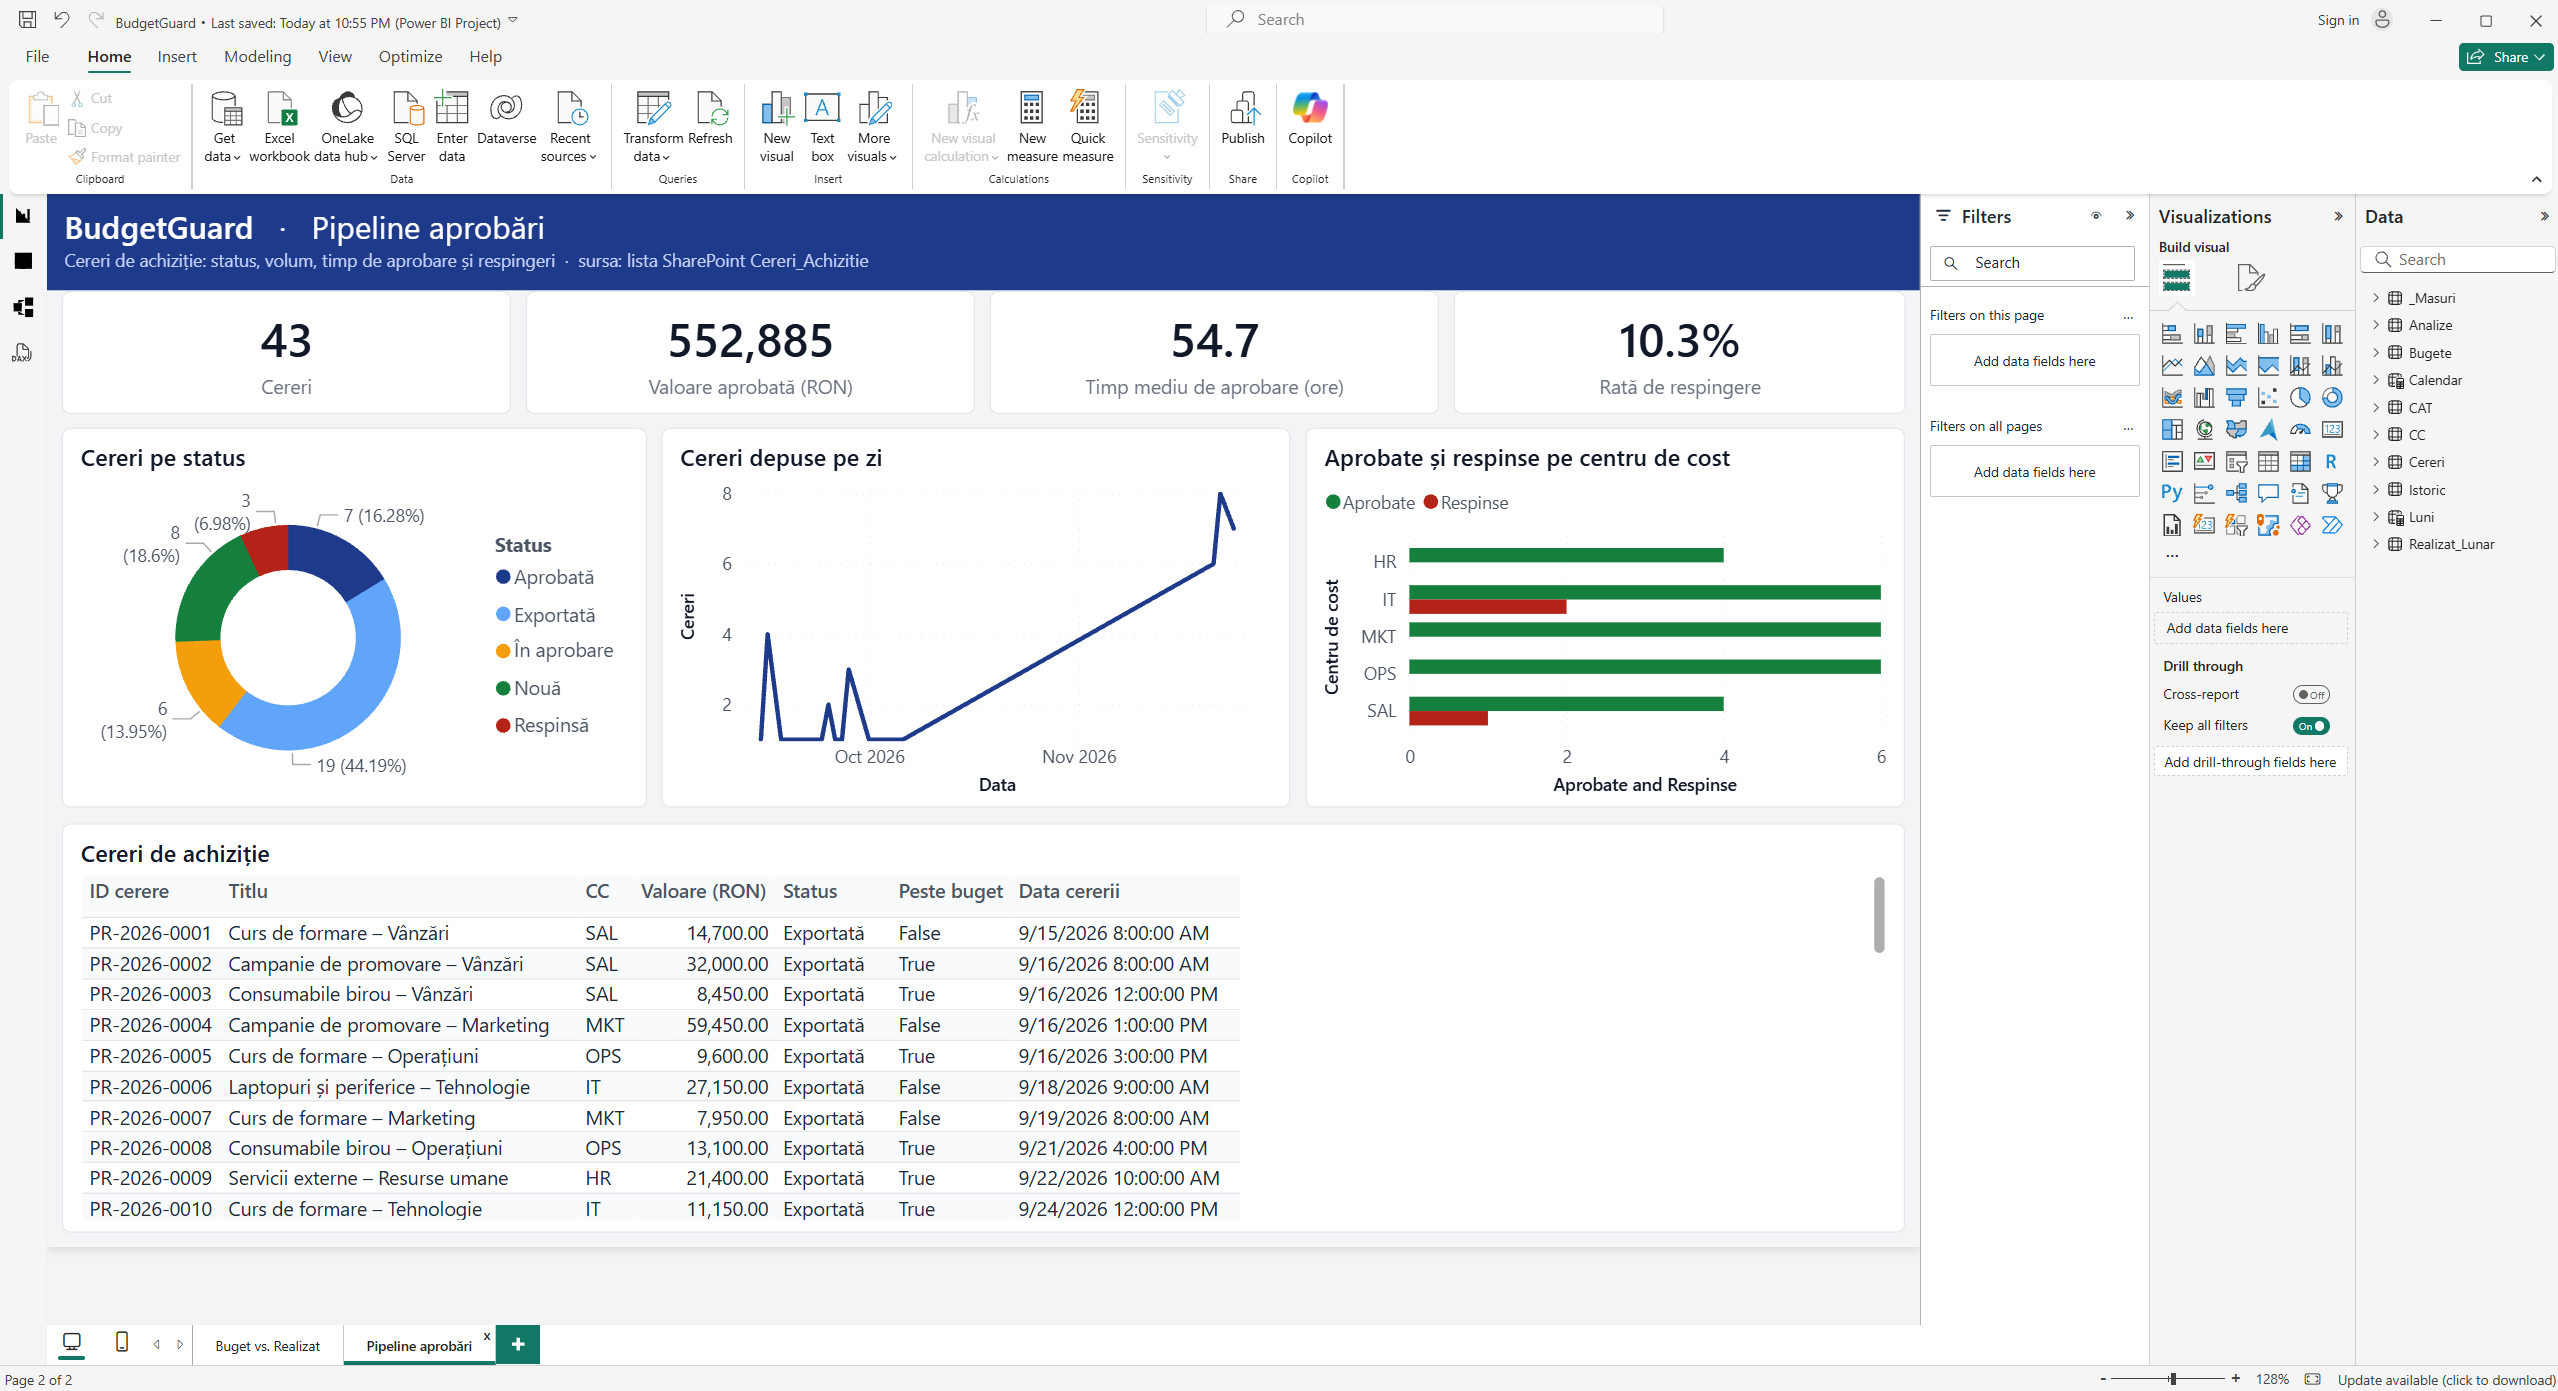 BudgetGuard • Last saved: Today at 10:55 PM (Power BI Project)
Search
Sign in
File Home Insert Modeling View Optimize Help
Share
Paste
Cut
Copy
Format painter
Clipboard
Get data
Excel workbook
OneLake data hub
SQL Server
Enter data
Dataverse
Recent sources
Data
Transform data
Refresh
Queries
New visual
Text box
More visuals
Insert
New visual calculation
New measure
Quick measure
Calculations
Sensitivity
Sensitivity
Publish
Share
Copilot
Copilot
DAX
BudgetGuard · Pipeline aprobări
Cereri de achiziție: status, volum, timp de aprobare și respingeri · sursa: lista SharePoint Cereri_Achizitie
43
Cereri
552,885
Valoare aprobată (RON)
54.7
Timp mediu de aprobare (ore)
10.3%
Rată de respingere
Cereri pe status
3
(6.98%)
7 (16.28%)
8
(18.6%)
6
(13.95%)
19 (44.19%)
Status
Aprobată
Exportată
În aprobare
Nouă
Respinsă
Cereri depuse pe zi
Cereri
8
6
4
2
Oct 2026
Nov 2026
Data
Aprobate și respinse pe centru de cost
Aprobate Respinse
Centru de cost
HR
IT
MKT
OPS
SAL
0 2 4 6
Aprobate and Respinse
Cereri de achiziție
ID cerere Titlu CC Valoare (RON) Status Peste buget Data cererii
PR-2026-0001 Curs de formare – Vânzări SAL 14,700.00 Exportată False 9/15/2026 8:00:00 AM
PR-2026-0002 Campanie de promovare – Vânzări SAL 32,000.00 Exportată True 9/16/2026 8:00:00 AM
PR-2026-0003 Consumabile birou – Vânzări SAL 8,450.00 Exportată True 9/16/2026 12:00:00 PM
PR-2026-0004 Campanie de promovare – Marketing MKT 59,450.00 Exportată False 9/16/2026 1:00:00 PM
PR-2026-0005 Curs de formare – Operațiuni OPS 9,600.00 Exportată True 9/16/2026 3:00:00 PM
PR-2026-0006 Laptopuri și periferice – Tehnologie IT 27,150.00 Exportată False 9/18/2026 9:00:00 AM
PR-2026-0007 Curs de formare – Marketing MKT 7,950.00 Exportată False 9/19/2026 8:00:00 AM
PR-2026-0008 Consumabile birou – Operațiuni OPS 13,100.00 Exportată True 9/21/2026 4:00:00 PM
PR-2026-0009 Servicii externe – Resurse umane HR 21,400.00 Exportată True 9/22/2026 10:00:00 AM
PR-2026-0010 Curs de formare – Tehnologie IT 11,150.00 Exportată True 9/24/2026 12:00:00 PM
Filters
Search
Filters on this page ...
Add data fields here
Filters on all pages ...
Add data fields here
Visualizations
Build visual
123
R
Py
123
...
Values
Add data fields here
Drill through
Cross-report Off
Keep all filters On
Add drill-through fields here
Data
Search
_Masuri
Analize
Bugete
Calendar
CAT
CC
Cereri
Istoric
Luni
Realizat_Lunar
Buget vs. Realizat
Pipeline aprobări x
+
Page 2 of 2
- + 128%
Update available (click to download)